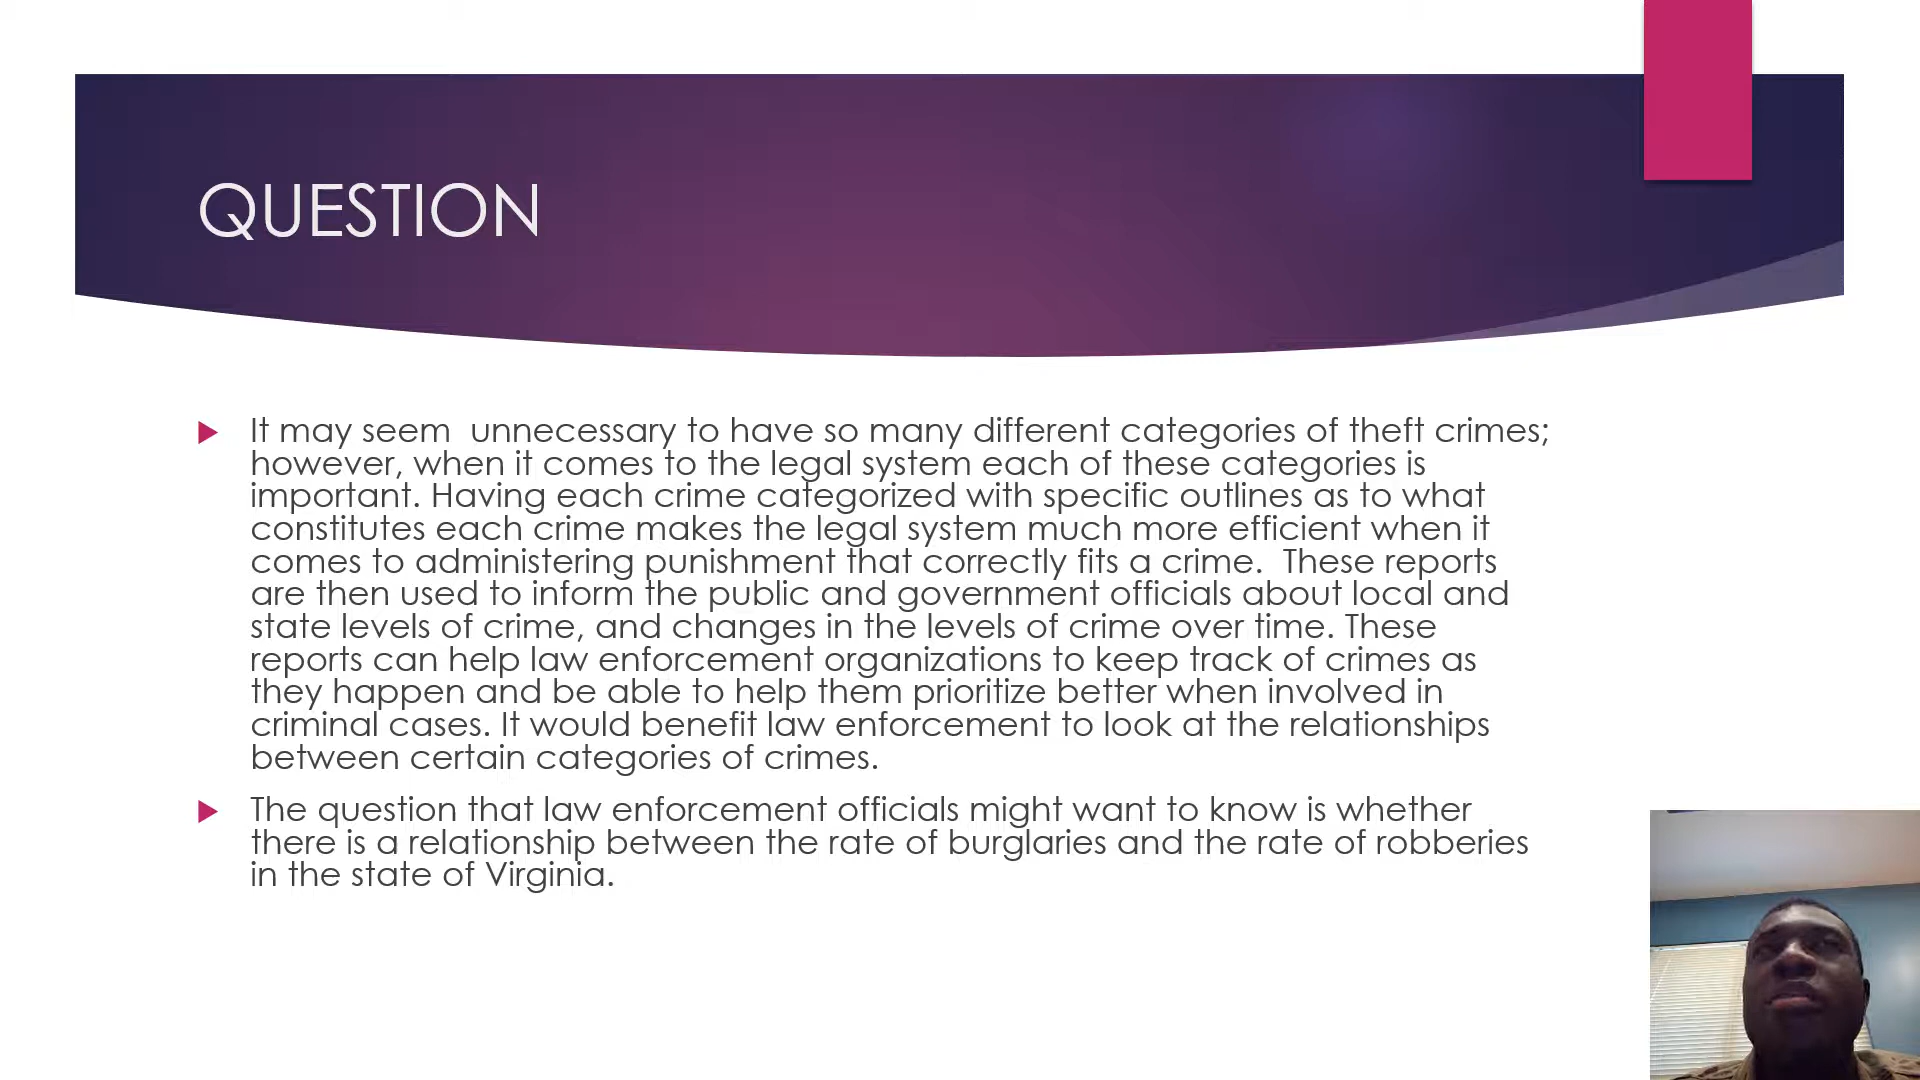 QUESTION
It may seem  unnecessary to have so many different categories of theft crimes;
however, when it comes to the legal system each of these categories is
important. Having each crime categorized with specific outlines as to what
constitutes each crime makes the legal system much more efficient when it
comes to administering punishment that correctly fits a crime.  These reports
are then used to inform the public and government officials about local and
state levels of crime, and changes in the levels of crime over time. These
reports can help law enforcement organizations to keep track of crimes as
they happen and be able to help them prioritize better when involved in
criminal cases. It would benefit law enforcement to look at the relationships
between certain categories of crimes.
The question that law enforcement officials might want to know is whether
there is a relationship between the rate of burglaries and the rate of robberies
in the state of Virginia.